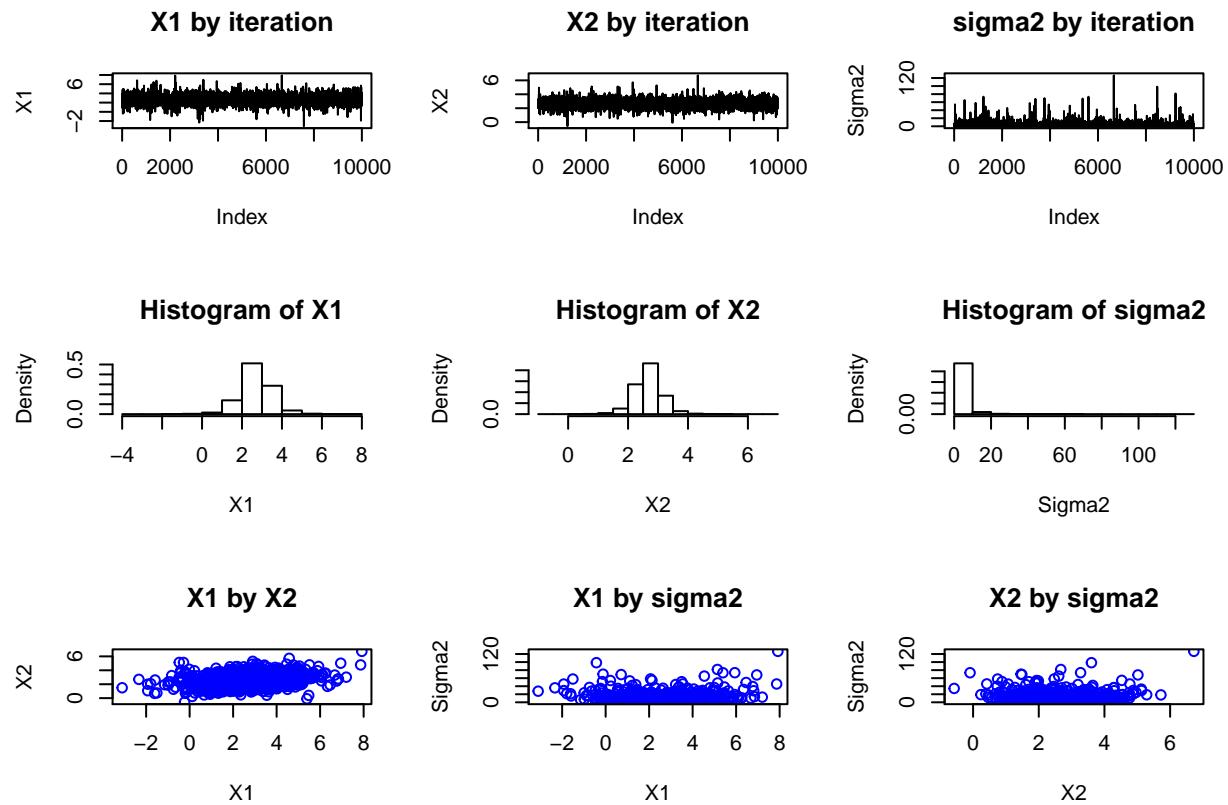 X1 by iteration
X1
−2 6
0 2000 6000 10000
Index
X2 by iteration
X2
0 6
0 2000 6000 10000
Index
sigma2 by iteration
Sigma2
0 120
0 2000 6000 10000
Index
Histogram of X1
Density
0.0 0.5
−4 0 2 4 6 8
X1
Histogram of X2
Density
0.0
0 2 4 6
X2
Histogram of sigma2
Density
0.00
0 20 60 100
Sigma2
X1 by X2
X2
0 6
−2 0 2 4 6 8
X1
X1 by sigma2
Sigma2
0 120
−2 0 2 4 6 8
X1
X2 by sigma2
Sigma2
0 120
0 2 4 6
X2